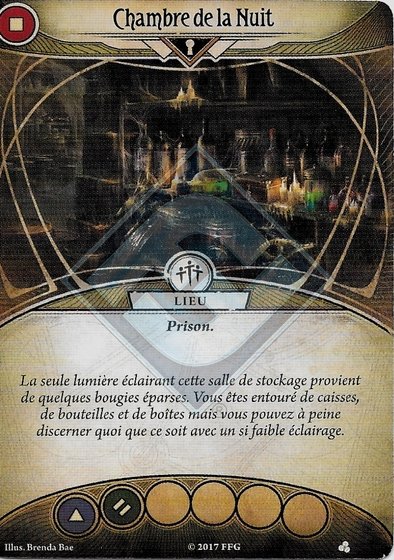 Chambre de la Nuit
LIEU
Prison.
La seule lumière éclairant cette salle de stockage provient
de quelques bougies éparses. Vous êtes entouré de caisses,
de bouteilles et de boîtes mais vous pouvez à peine
discerner quoi que ce soit avec un si faible éclairage.
Illus. Brenda Bae
© 2017 FFG